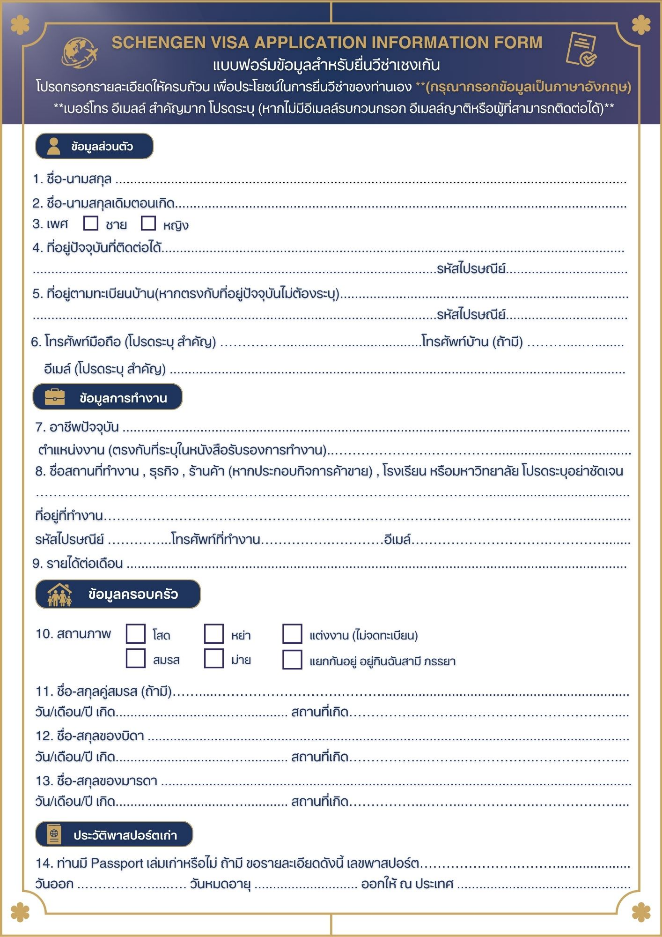 SCHENGEN VISA APPLICATION INFORMATION FORM
แบบฟอร์มข้อมูลสำหรับยื่นวีซ่าเชงเก้น
โปรดกรอกรายละเอียดให้ครบถ้วน เพื่อประโยชน์ในการยื่นวีซ่าของท่านเอง **(กรุณากรอกข้อมูลเป็นภาษาอังกฤษ)
**เบอร์โทร อีเมลล์ สำคัญมาก โปรดระบุ (หากไม่มีอีเมลล์รบกวนกรอก อีเมลล์ญาติหรือผู้ที่สามารถติดต่อได้)**
ข้อมูลส่วนตัว
1. ชื่อ-นามสกุล ........................................
2. ชื่อ-นามสกุลเดิมตอนเกิด........................................
3. เพศ ชาย หญิง
4. ที่อยู่ปัจจุบันที่ติดต่อได้........................................
........................................รหัสไปรษณีย์....................
5. ที่อยู่ตามทะเบียนบ้าน(หากตรงกับที่อยู่ปัจจุบันไม่ต้องระบุ)........................................
........................................รหัสไปรษณีย์....................
6. โทรศัพท์มือถือ (โปรดระบุ สำคัญ) ........................................โทรศัพท์บ้าน (ถ้ามี) ....................
อีเมล์ (โปรดระบุ สำคัญ) ........................................
ข้อมูลการทำงาน
7. อาชีพปัจจุบัน ........................................
ตำแหน่งงาน (ตรงกับที่ระบุในหนังสือรับรองการทำงาน)........................................
8. ชื่อสถานที่ทำงาน , ธุรกิจ , ร้านค้า (หากประกอบกิจการค้าขาย) , โรงเรียน หรือมหาวิทยาลัย โปรดระบุอย่าชัดเจน
........................................
ที่อยู่ที่ทำงาน........................................
รหัสไปรษณีย์ ...............โทรศัพท์ที่ทำงาน..............................อีเมล์........................................
9. รายได้ต่อเดือน ........................................
ข้อมูลครอบครัว
10. สถานภาพ โสด หย่า แต่งงาน (ไม่จดทะเบียน)
สมรส ม่าย แยกกันอยู่ อยู่กินฉันสามี ภรรยา
11. ชื่อ-สกุลคู่สมรส (ถ้ามี)........................................
วัน/เดือน/ปี เกิด........................................ สถานที่เกิด........................................
12. ชื่อ-สกุลของบิดา ........................................
วัน/เดือน/ปี เกิด........................................ สถานที่เกิด........................................
13. ชื่อ-สกุลของมารดา ........................................
วัน/เดือน/ปี เกิด........................................ สถานที่เกิด........................................
ประวัติพาสปอร์ตเก่า
14. ท่านมี Passport เล่มเก่าหรือไม่ ถ้ามี ขอรายละเอียดดังนี้ เลขพาสปอร์ต........................................
วันออก ......................... วันหมดอายุ ......................... ออกให้ ณ ประเทศ ........................................